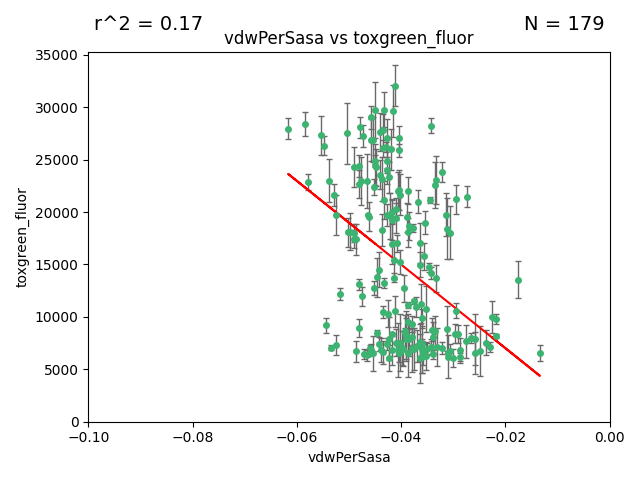 r^2 = 0.17
N = 179
vdwPerSasa vs toxgreen_fluor
35000
30000
25000
20000
15000
10000
5000
0
toxgreen_fluor
−0.10
−0.08
−0.06
−0.04
−0.02
0.00
vdwPerSasa